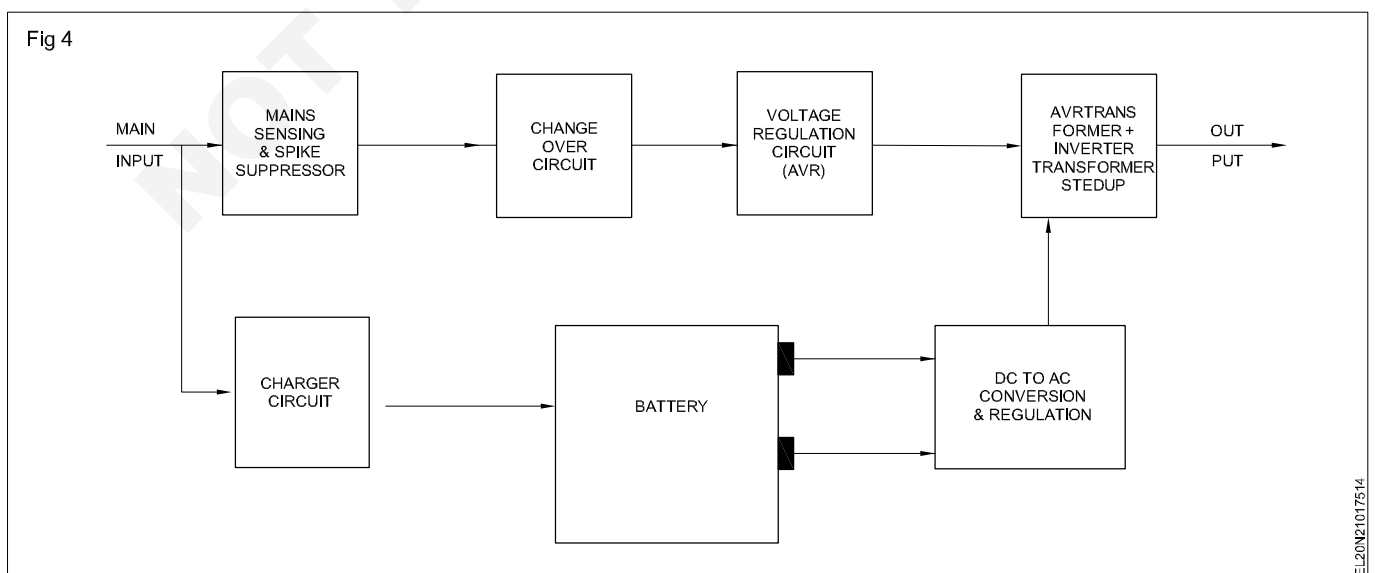 Fig 4
MAIN
INPUT
MAINS
SENSING
& SPIKE
SUPPRESSOR
CHANGE
OVER
CIRCUIT
VOLTAGE
REGULATION
CIRCUIT
(AVR)
AVRTRANS
FORMER +
INVERTER
TRANSFORMER
STEDUP
OUT
PUT
CHARGER
CIRCUIT
BATTERY
DC TO AC
CONVERSION
& REGULATION
EL20N21017514
NOT